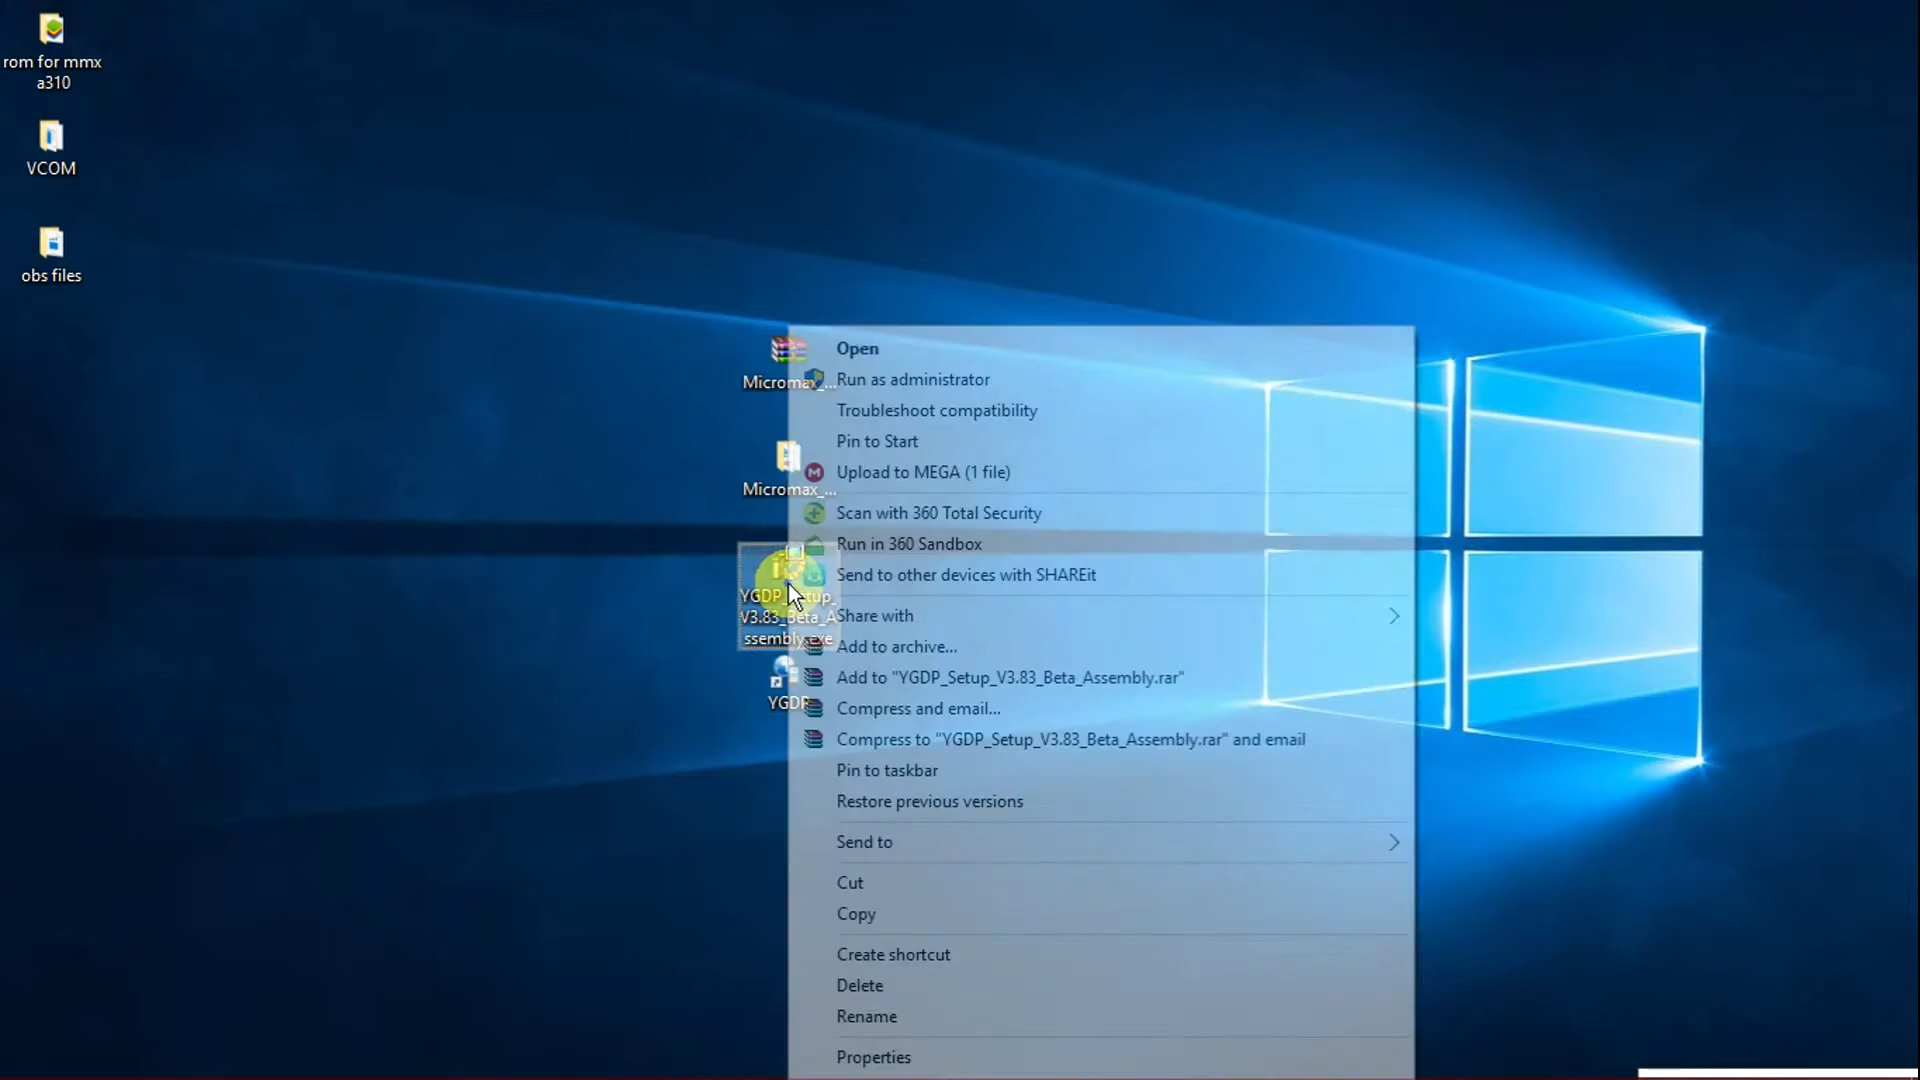 rom for mmx
a310
VCOM
obs files
Micromax_...
Micromax_...
YGDP_Setup_
V3.83_Beta_A
ssembly.exe
YGDP
Open
Run as administrator
Troubleshoot compatibility
Pin to Start
Upload to MEGA (1 file)
Scan with 360 Total Security
Run in 360 Sandbox
Send to other devices with SHAREit
Share with
Add to archive...
Add to "YGDP_Setup_V3.83_Beta_Assembly.rar"
Compress and email...
Compress to "YGDP_Setup_V3.83_Beta_Assembly.rar" and email
Pin to taskbar
Restore previous versions
Send to
Cut
Copy
Create shortcut
Delete
Rename
Properties